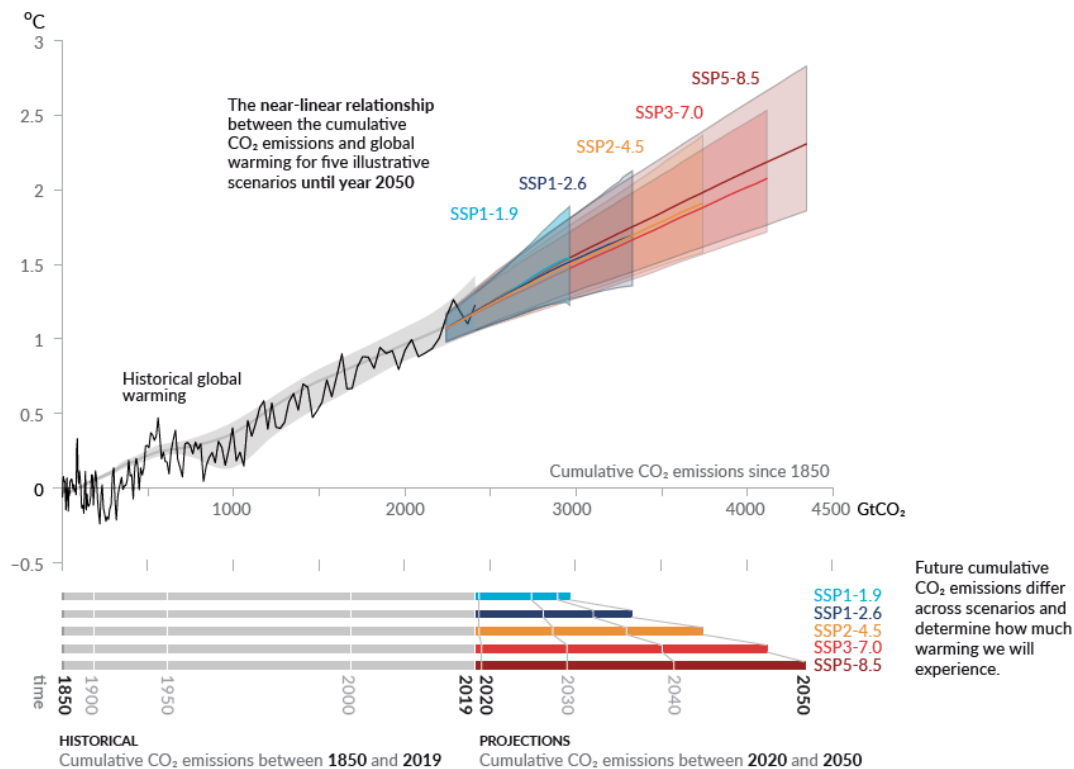 °C
3
2.5
2
1.5
1
0.5
0
−0.5
The near-linear relationship
between the cumulative
CO₂ emissions and global
warming for five illustrative
scenarios until year 2050
SSP5-8.5
SSP3-7.0
SSP2-4.5
SSP1-2.6
SSP1-1.9
Historical global
warming
Cumulative CO₂ emissions since 1850
1000
2000
3000
4000
4500
GtCO₂
SSP1-1.9
SSP1-2.6
SSP2-4.5
SSP3-7.0
SSP5-8.5
Future cumulative
CO₂ emissions differ
across scenarios and
determine how much
warming we will
experience.
time
1850
1900
1950
2000
2019
2020
2030
2040
2050
HISTORICAL
Cumulative CO₂ emissions between 1850 and 2019
PROJECTIONS
Cumulative CO₂ emissions between 2020 and 2050